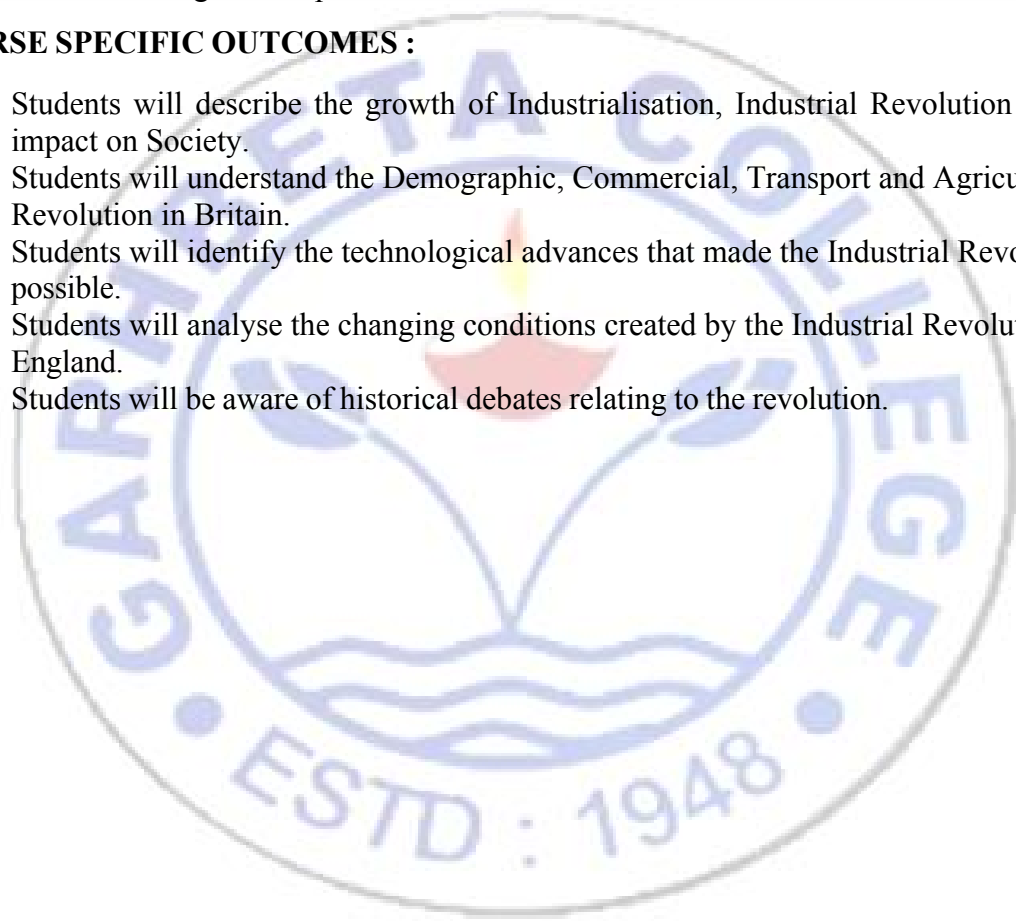 RSE SPECIFIC OUTCOMES :
Students will describe the growth of Industrialisation, Industrial Revolution
impact on Society.
Students will understand the Demographic, Commercial, Transport and Agricu
Revolution in Britain.
Students will identify the technological advances that made the Industrial Revo
possible.
Students will analyse the changing conditions created by the Industrial Revolut
England.
Students will be aware of historical debates relating to the revolution.
GARHBETA COLLEGE
ESTD : 1948